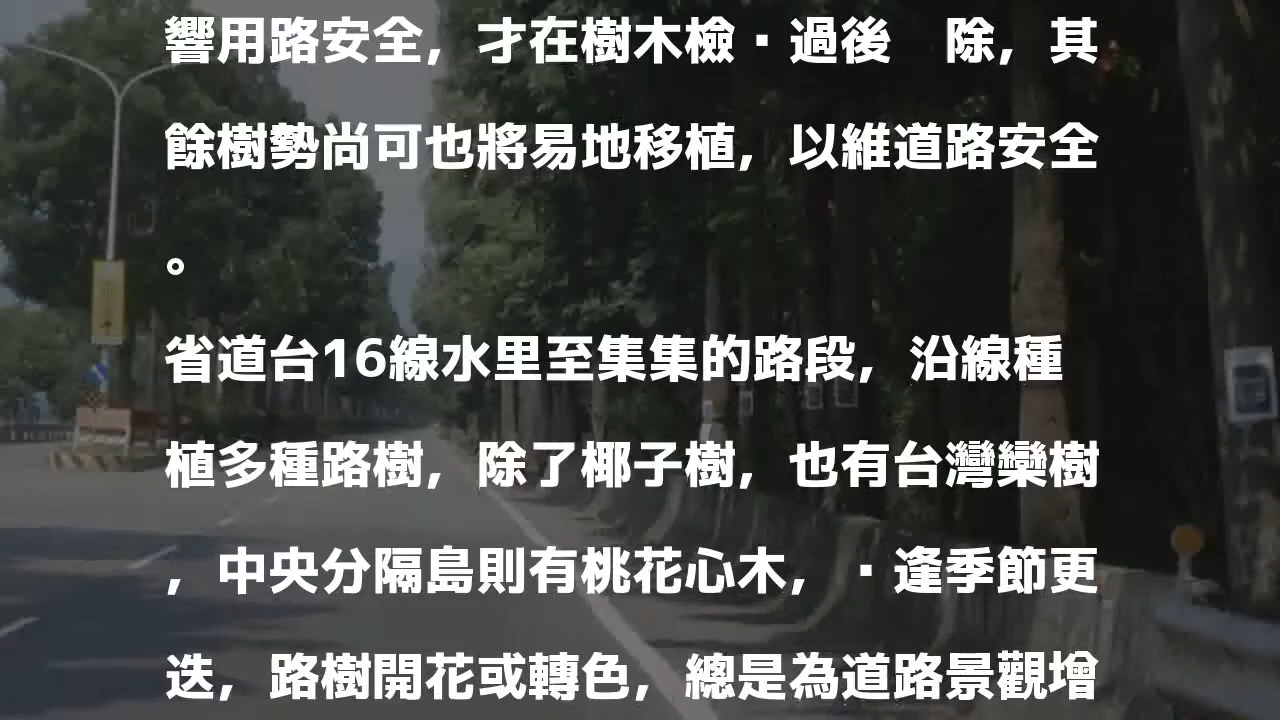 響用路安全，才在樹木檢▪過後　除，其
餘樹勢尚可也將易地移植，以維道路安全
。
省道台16線水里至集集的路段，沿線種
植多種路樹，除了椰子樹，也有台灣欒樹
，中央分隔島則有桃花心木，▪逢季節更
迭，路樹開花或轉色，總是為道路景觀增